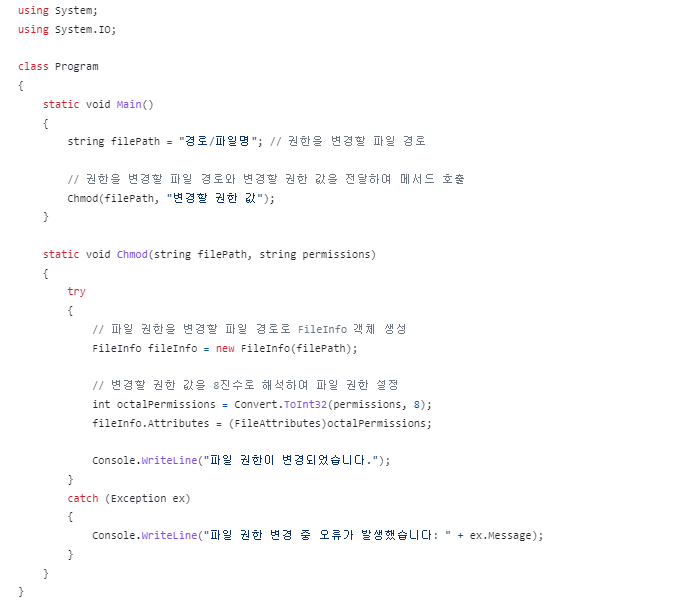 using System;
using System.IO;
class Program
{
static void Main()
{
string filePath = "경로/파일명"; // 권한을 변경할 파일 경로
// 권한을 변경할 파일 경로와 변경할 권한 값을 전달하여 메서드 호출
Chmod(filePath, "변경할 권한 값");
}
static void Chmod(string filePath, string permissions)
{
try
{
// 파일 권한을 변경할 파일 경로로 FileInfo 객체 생성
FileInfo fileInfo = new FileInfo(filePath);
// 변경할 권한 값을 8진수로 해석하여 파일 권한 설정
int octalPermissions = Convert.ToInt32(permissions, 8);
fileInfo.Attributes = (FileAttributes)octalPermissions;
Console.WriteLine("파일 권한이 변경되었습니다.");
}
catch (Exception ex)
{
Console.WriteLine("파일 권한 변경 중 오류가 발생했습니다: " + ex.Message);
}
}
}